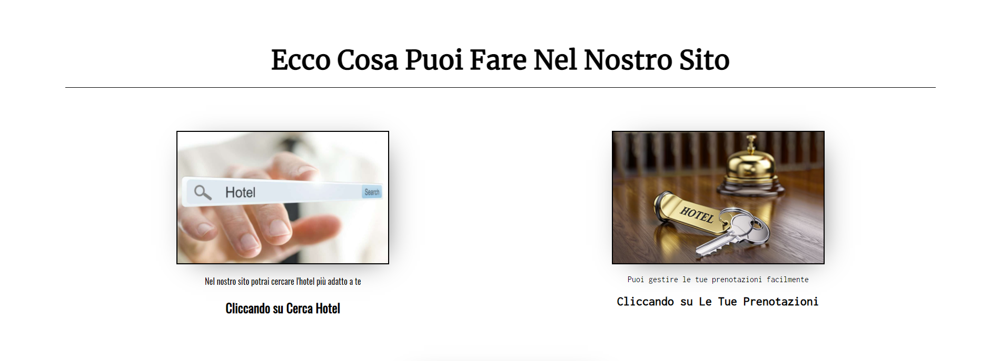 Ecco Cosa Puoi Fare Nel Nostro Sito
Hotel
Search
HOTEL
Nel nostro sito potrai cercare l'hotel più adatto a te
Cliccando su Cerca Hotel
Puoi gestire le tue prenotazioni facilmente
Cliccando su Le Tue Prenotazioni